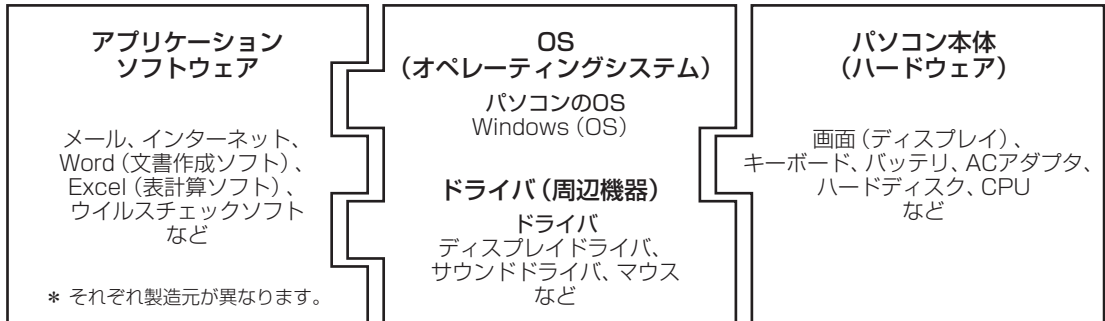 アプリケーション
ソフトウェア
メール、インターネット、
Word（文書作成ソフト）、
Excel（表計算ソフト）、
ウイルスチェックソフト
など
＊ それぞれ製造元が異なります。
OS
（オペレーティングシステム）
パソコンのOS
Windows（OS）
ドライバ（周辺機器）
ドライバ
ディスプレイドライバ、
サウンドドライバ、マウス
など
パソコン本体
（ハードウェア）
画面（ディスプレイ）、
キーボード、バッテリ、ACアダプタ、
ハードディスク、CPU
など